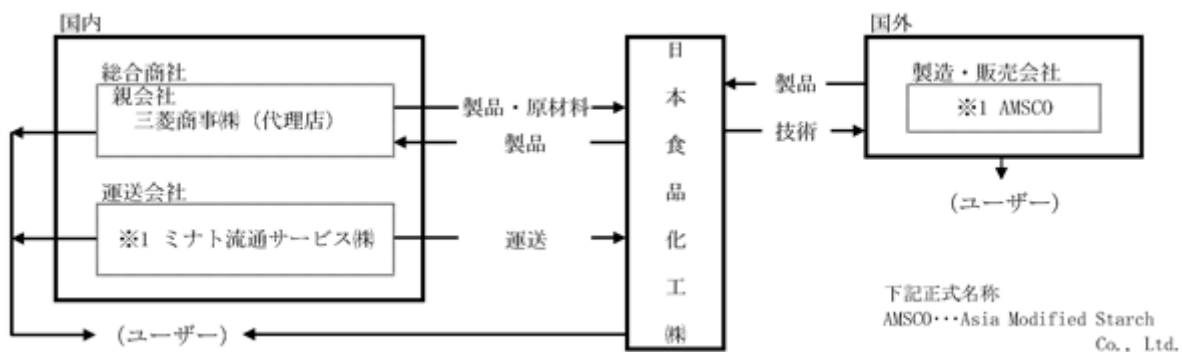 国内
総合商社
親会社
三菱商事㈱（代理店）
運送会社
※1 ミナト流通サービス㈱
(ユーザー)
製品・原材料
製品
運送
日本食品化工㈱
製品
技術
国外
製造・販売会社
※1 AMSCO
(ユーザー)
下記正式名称
AMSCO･･･Asia Modified Starch
Co., Ltd.